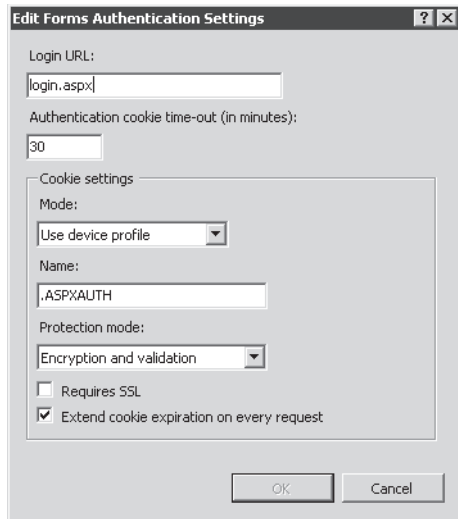 Edit Forms Authentication Settings
Login URL:
login.aspx
Authentication cookie time-out (in minutes):
30
Cookie settings
Mode:
Use device profile
Name:
.ASPXAUTH
Protection mode:
Encryption and validation
Requires SSL
Extend cookie expiration on every request
OK Cancel